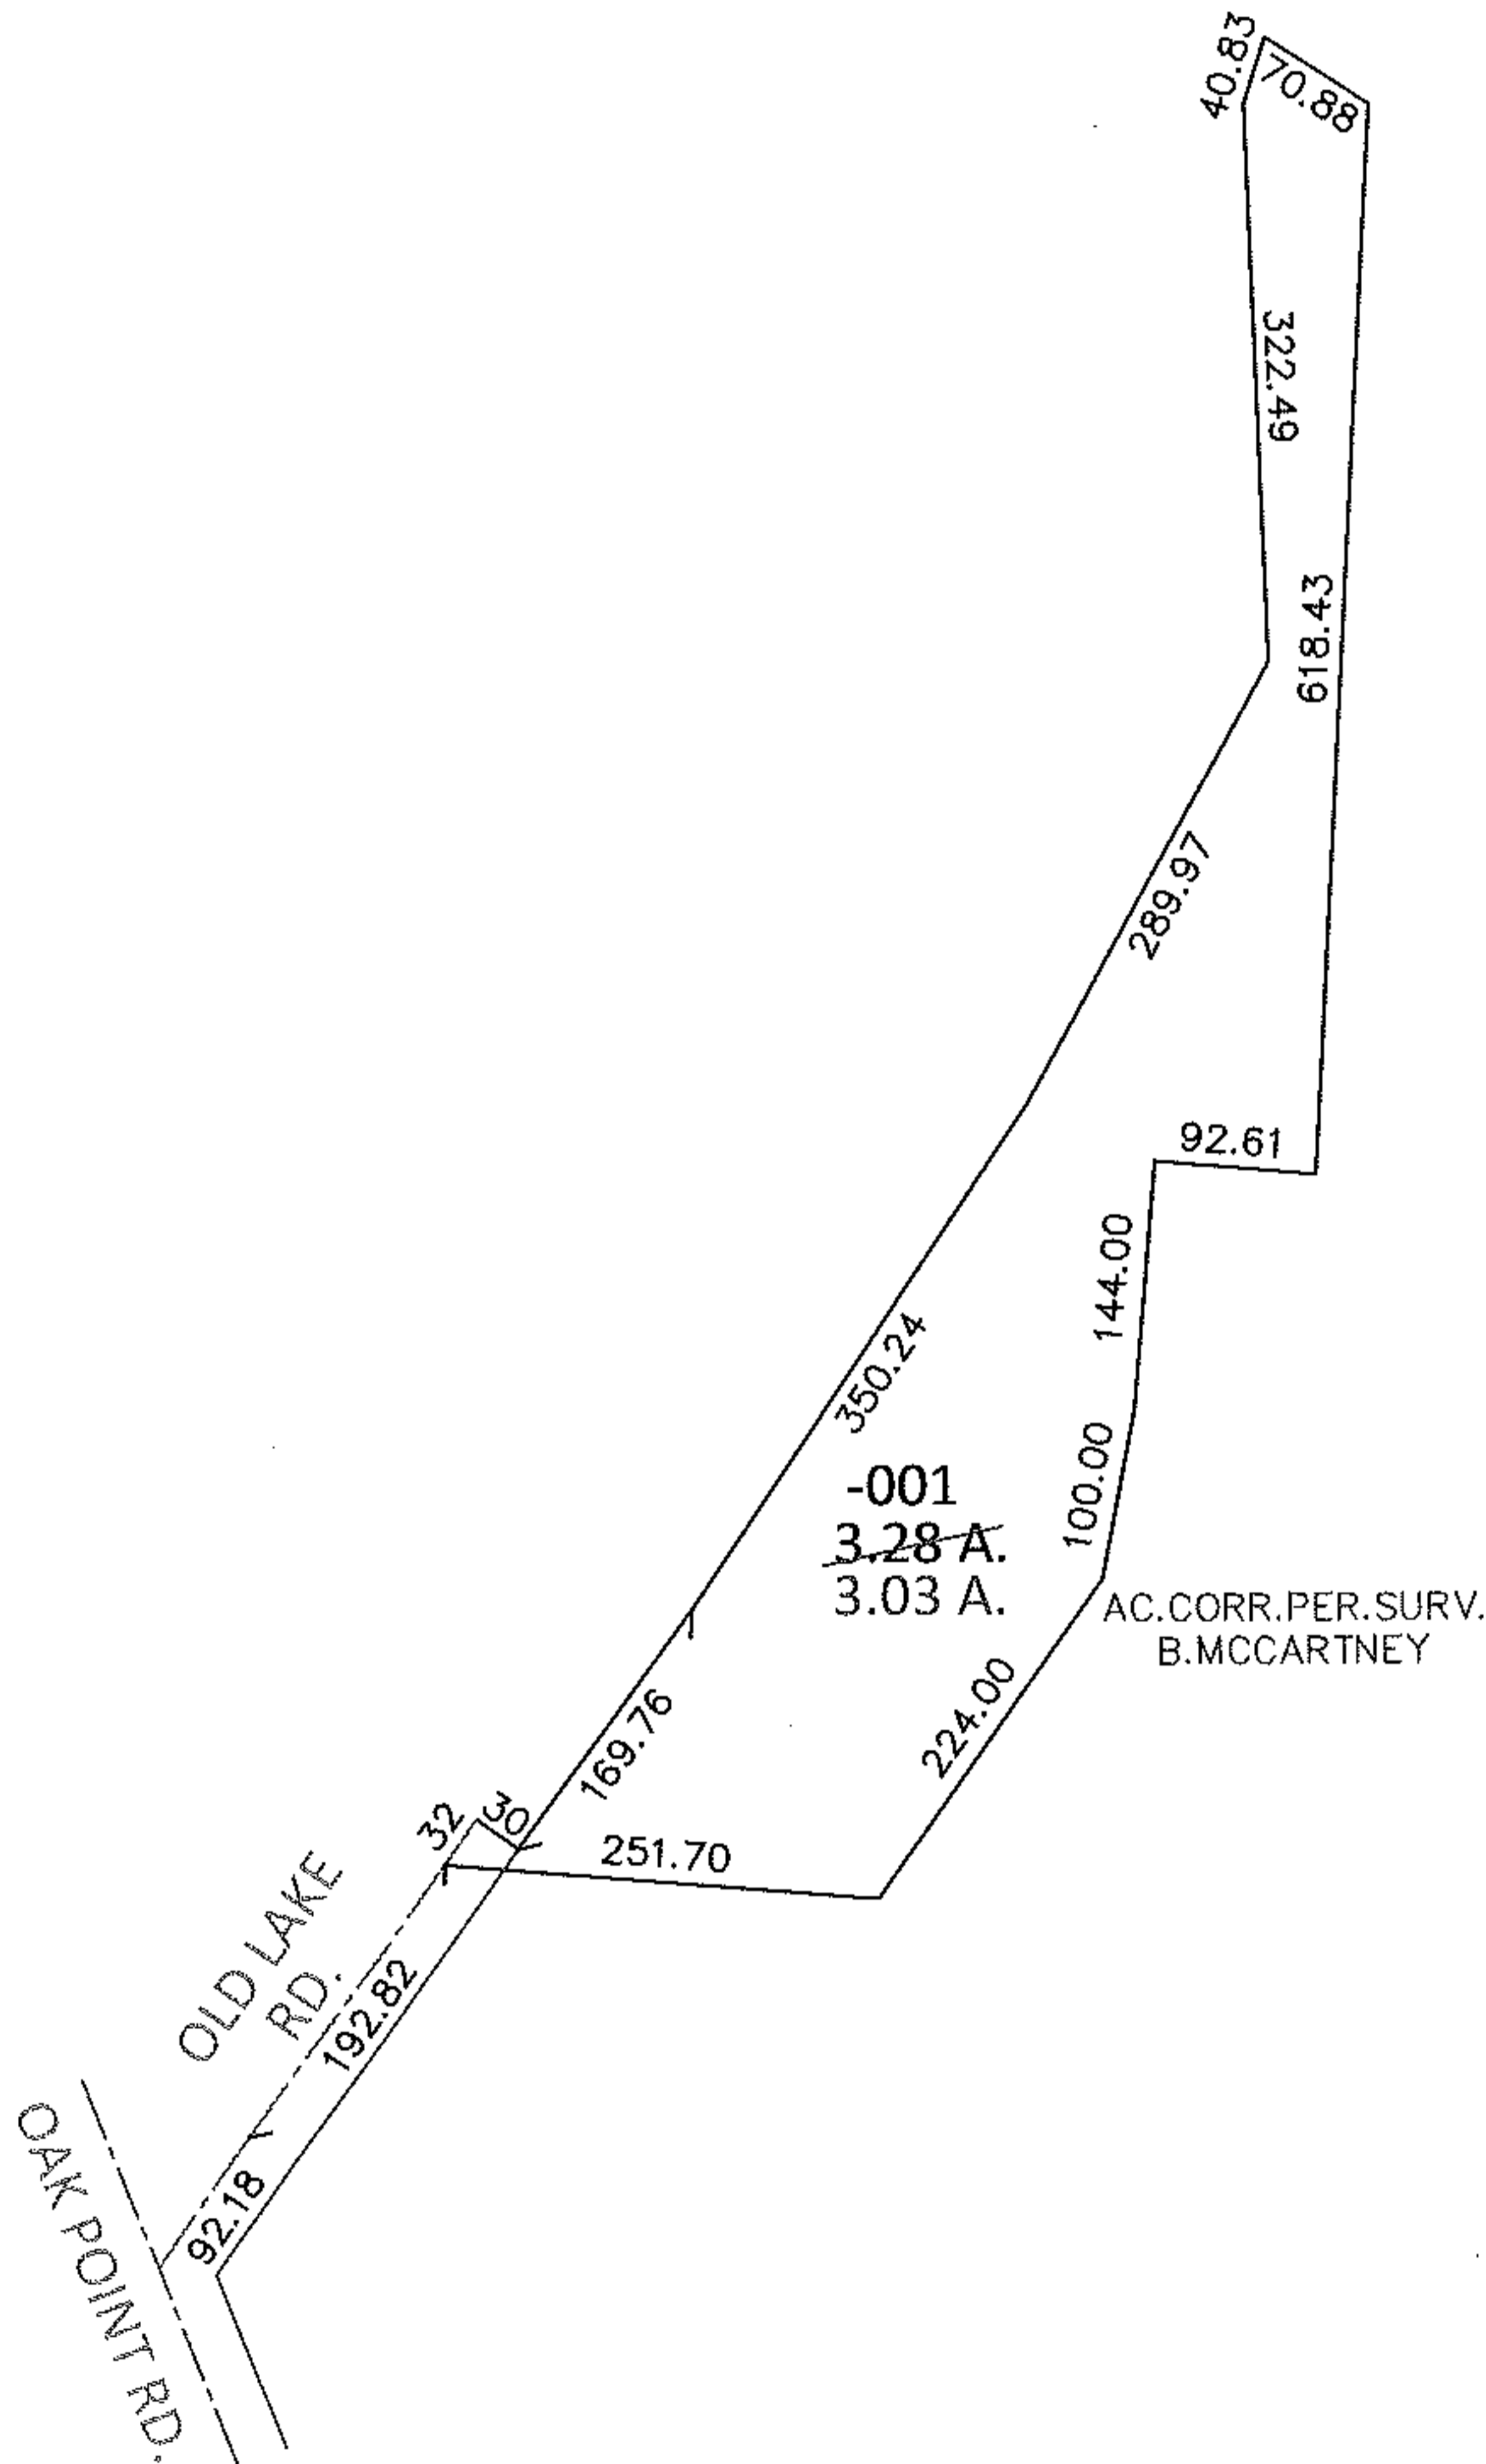 40.83
70.88
322.49
618.43
289.97
92.61
144.00
350.24
100.00
-001
3.28 A.
3.03 A.
AC.CORR.PER.SURV.
B.MCCARTNEY
224.00
169.76
30
32
251.70
OLD LAKE
RD.
192.82
92.18
OAK POINT RD.